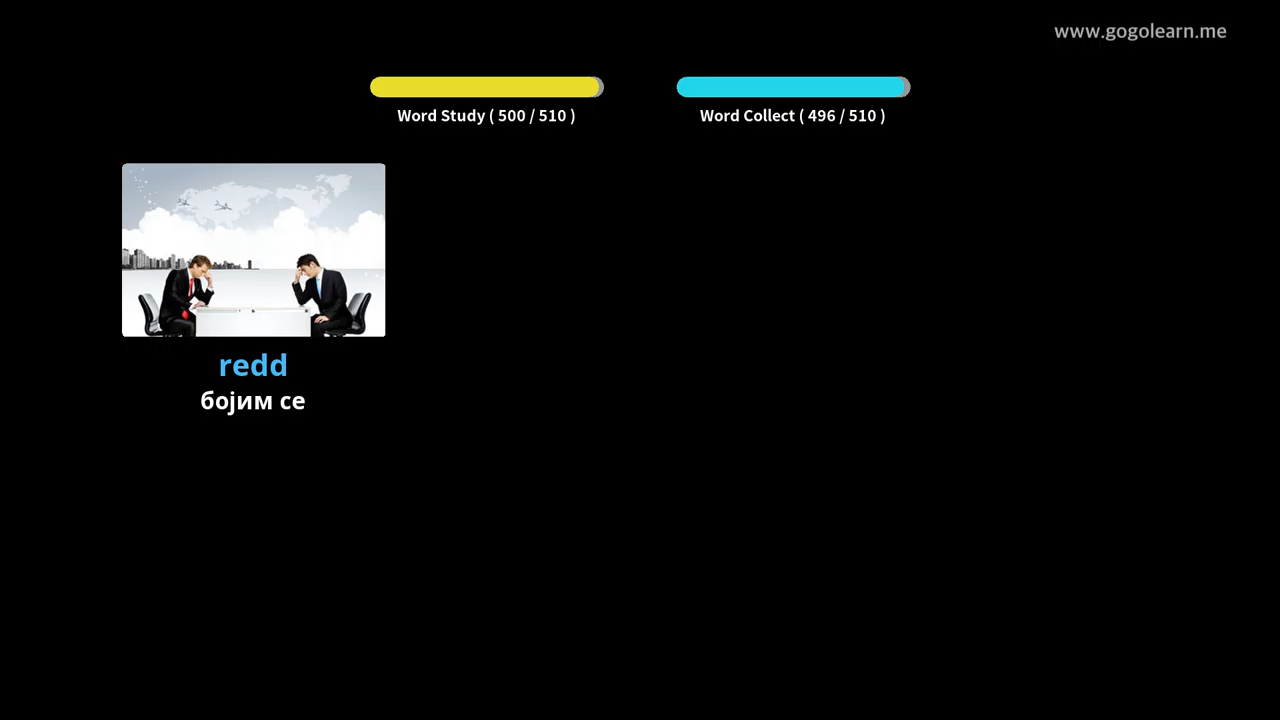 www.gogolearn.me
Word Study ( 500 / 510 )
Word Collect ( 496 / 510 )
redd
бојим се